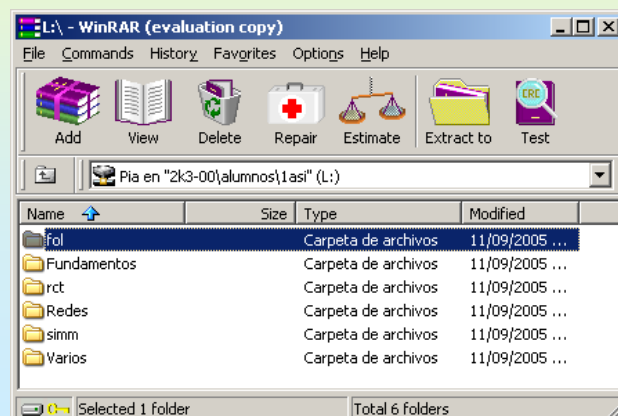 L:\ - WinRAR (evaluation copy)
File Commands History Favorites Options Help
Add View Delete Repair Estimate Extract to Test
CRC
Pia en "2k3-00\alumnos\1asi" (L:)
Name Size Type Modified
fol Carpeta de archivos 11/09/2005 ...
Fundamentos Carpeta de archivos 11/09/2005 ...
rct Carpeta de archivos 11/09/2005 ...
Redes Carpeta de archivos 11/09/2005 ...
simm Carpeta de archivos 11/09/2005 ...
Varios Carpeta de archivos 11/09/2005 ...
Selected 1 folder Total 6 folders